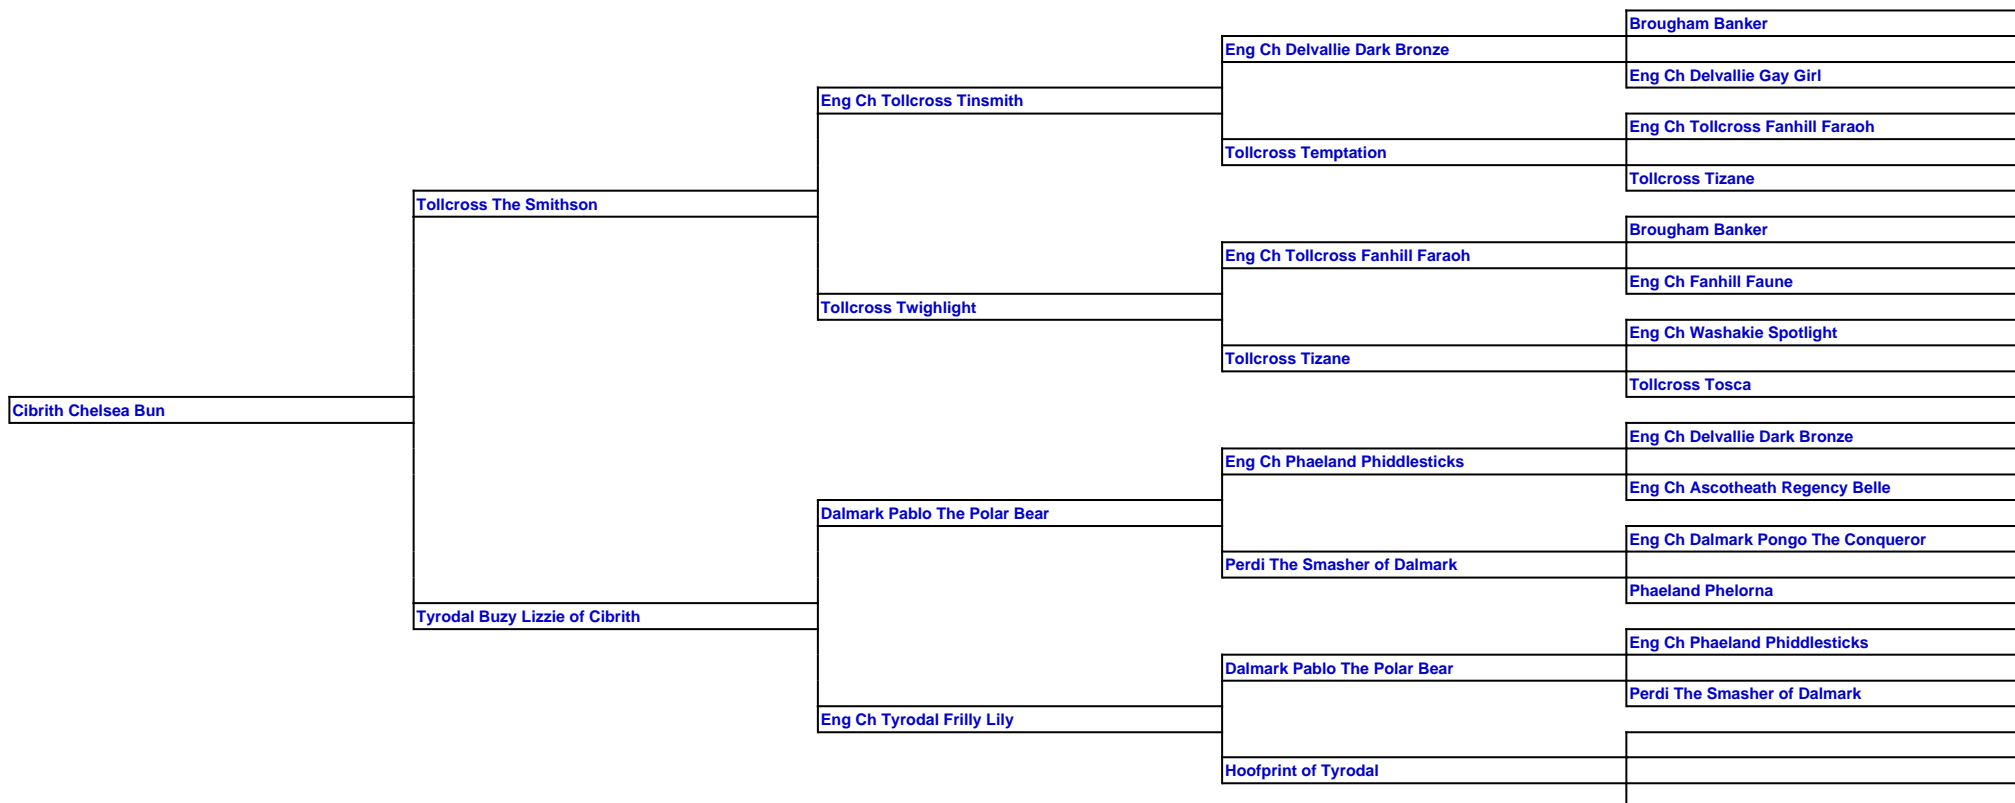 Brougham Banker
Eng Ch Delvallie Dark Bronze
Eng Ch Delvallie Gay Girl
Eng Ch Tollcross Tinsmith
Eng Ch Tollcross Fanhill Faraoh
Tollcross Temptation
Tollcross Tizane
Tollcross The Smithson
Brougham Banker
Eng Ch Tollcross Fanhill Faraoh
Eng Ch Fanhill Faune
Tollcross Twighlight
Eng Ch Washakie Spotlight
Tollcross Tizane
Tollcross Tosca
Cibrith Chelsea Bun
Eng Ch Delvallie Dark Bronze
Eng Ch Phaeland Phiddlesticks
Eng Ch Ascotheath Regency Belle
Dalmark Pablo The Polar Bear
Eng Ch Dalmark Pongo The Conqueror
Perdi The Smasher of Dalmark
Phaeland Phelorna
Tyrodal Buzy Lizzie of Cibrith
Eng Ch Phaeland Phiddlesticks
Dalmark Pablo The Polar Bear
Perdi The Smasher of Dalmark
Eng Ch Tyrodal Frilly Lily
Hoofprint of Tyrodal